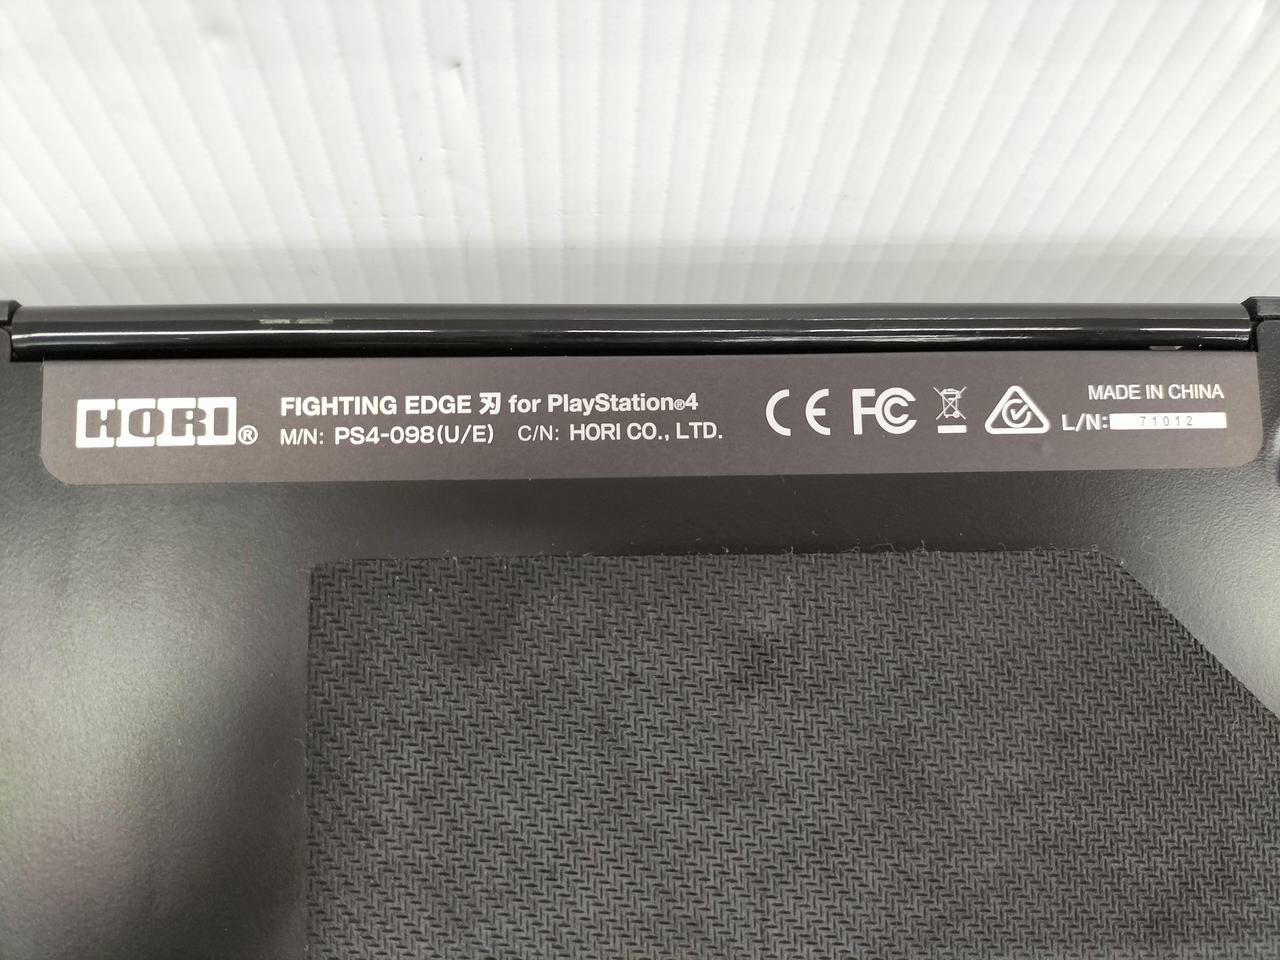 HORI®
FIGHTING EDGE 刃 for PlayStation®4
M/N: PS4-098(U/E) C/N: HORI CO., LTD.
CE FC
MADE IN CHINA
L/N: 71012